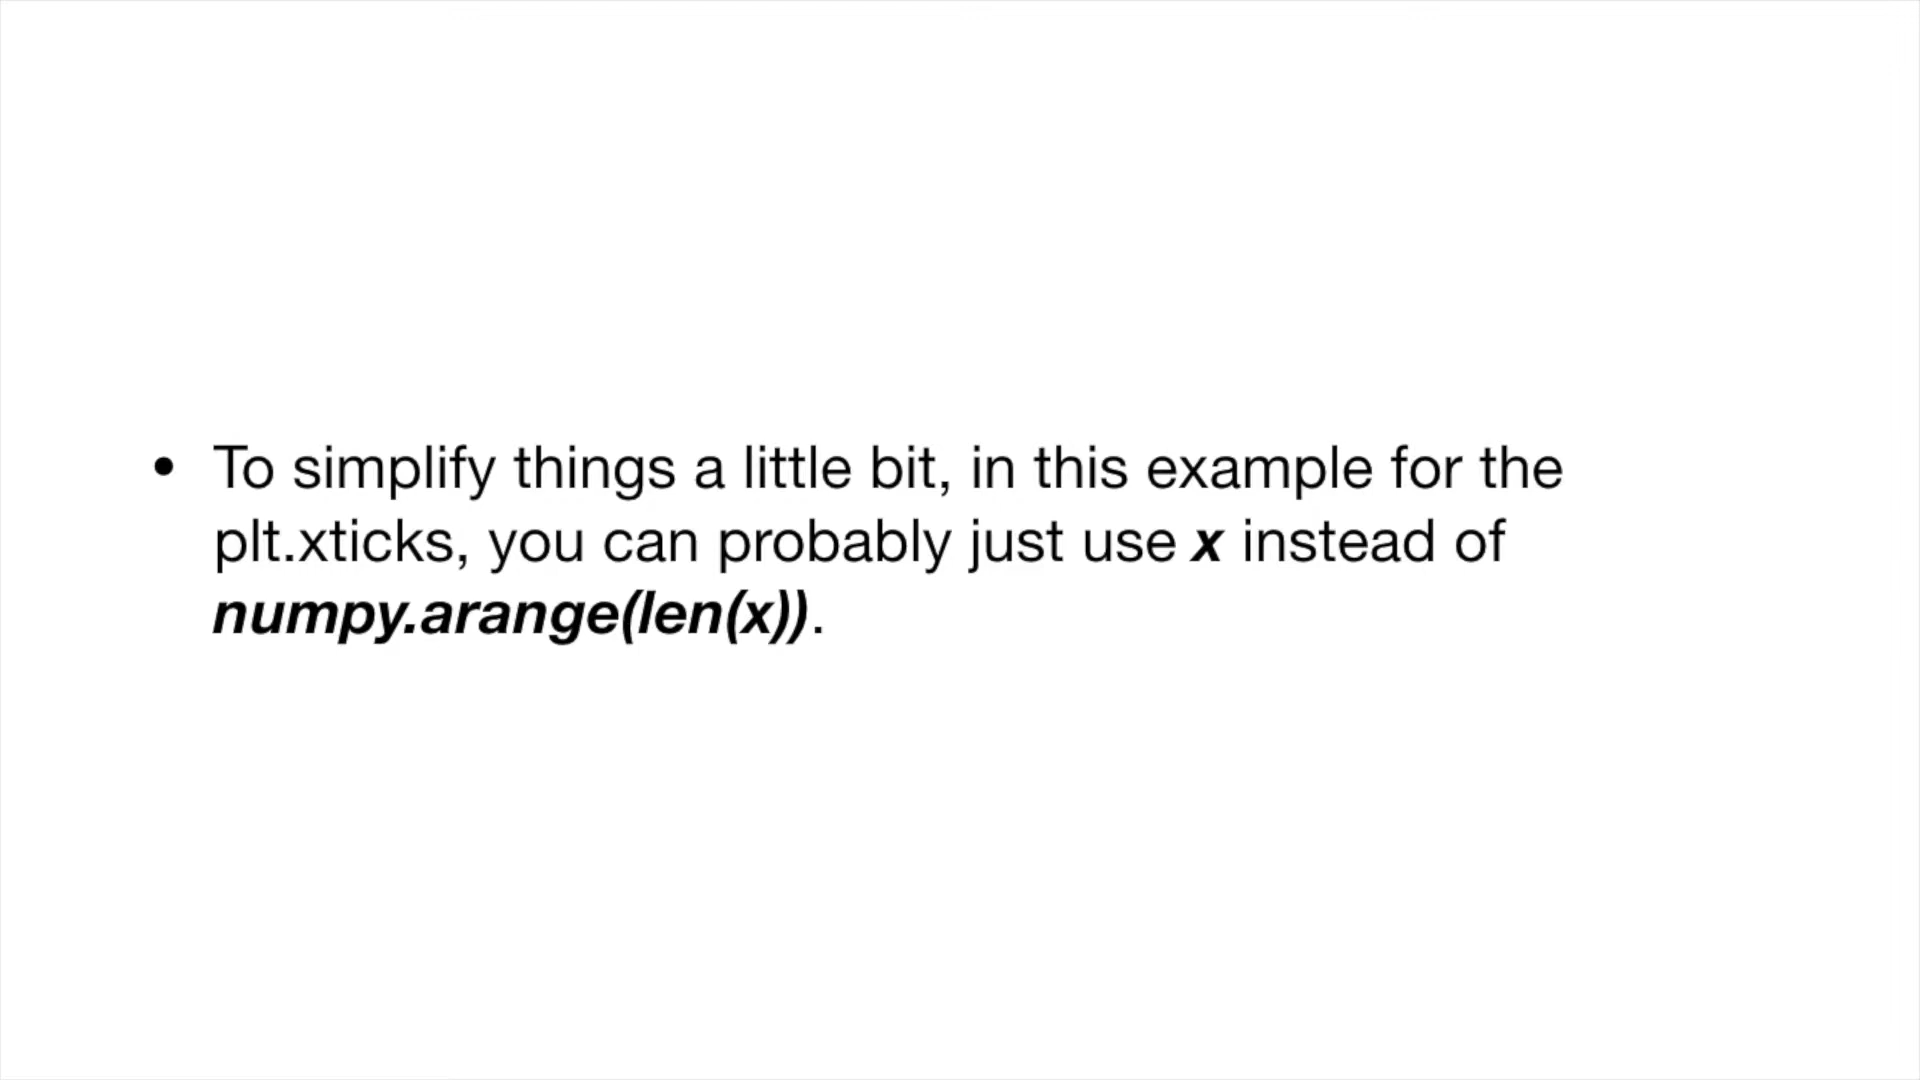 • To simplify things a little bit, in this example for the
plt.xticks, you can probably just use x instead of
numpy.arange(len(x)).